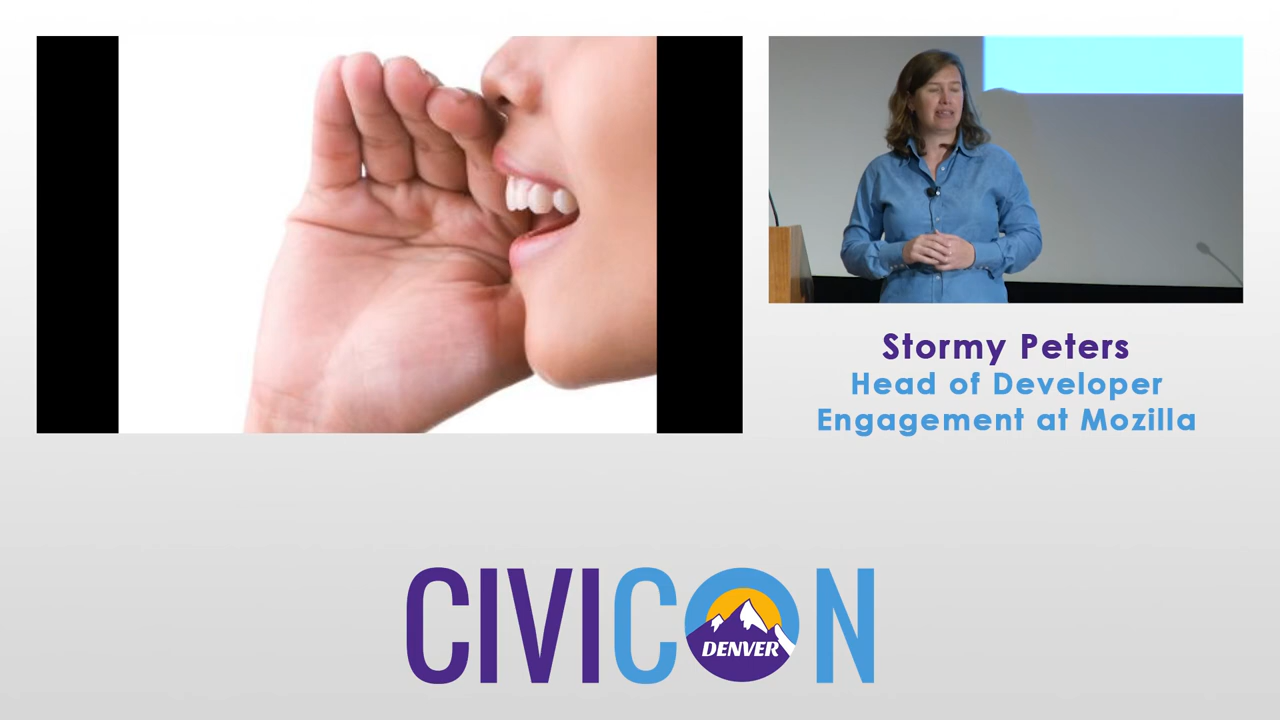 Stormy Peters
Head of Developer
Engagement at Mozilla
CIVICON
DENVER